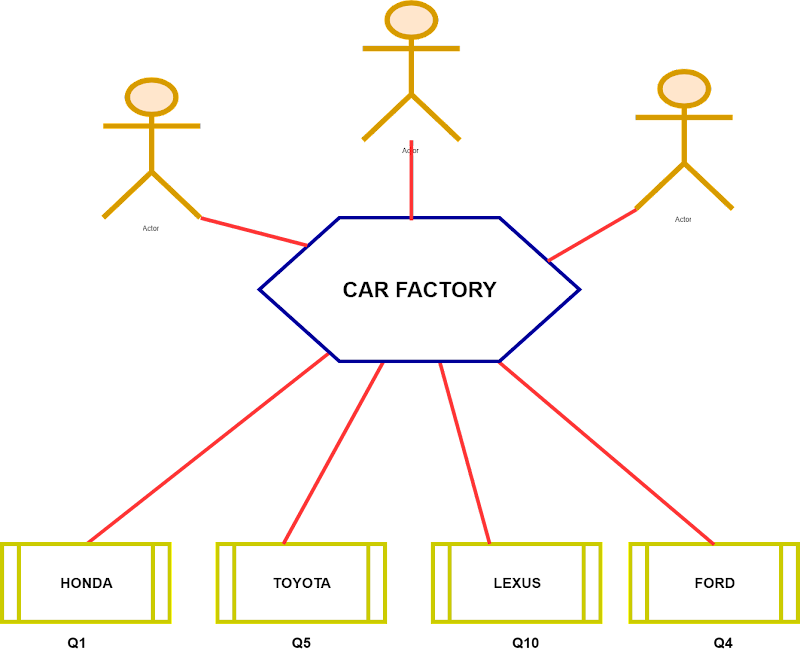 Actor
Actor
Actor
CAR FACTORY
HONDA
TOYOTA
LEXUS
FORD
Q1
Q5
Q10
Q4